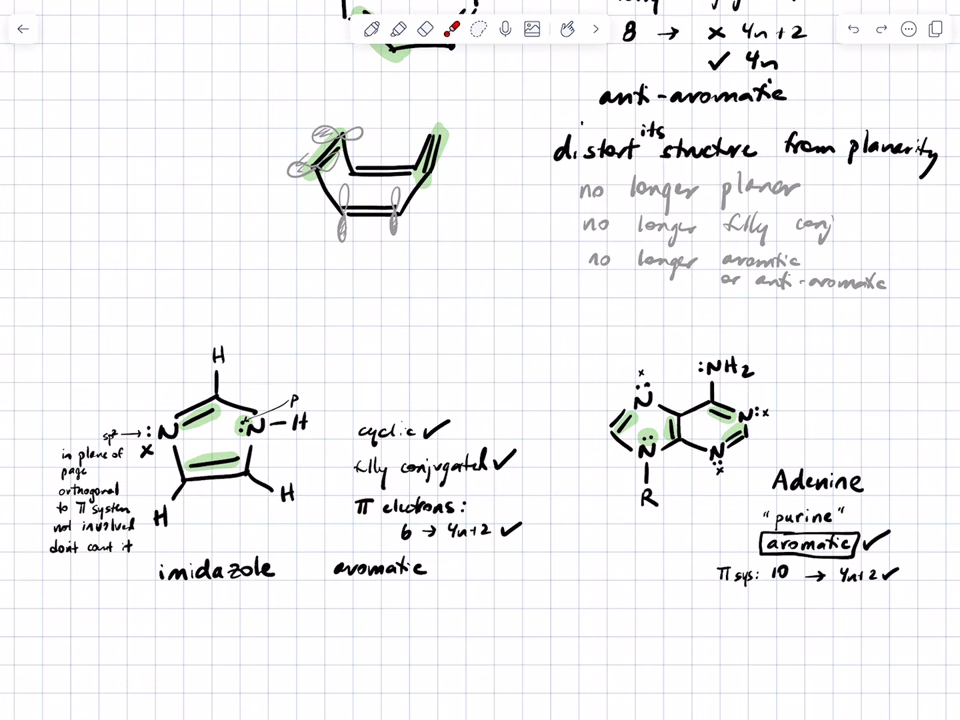 8 → x 4n+2
✓ 4n
anti-aromatic
distort its structure from planarity
no longer planar
no longer fully conj
no longer aromatic
or anti-aromatic
H
sp² → :N
x
:N-H
p
H
H
in plane of
page
orthogonal
to π system
not involved
don't count it
imidazole
cyclic ✓
fully conjugated ✓
π electrons:
6 → 4n+2 ✓
aromatic
:NH2
x
N
N: x
N
x
N
R
Adenine
"purine"
aromatic ✓
π sys: 10 → 4n+2 ✓